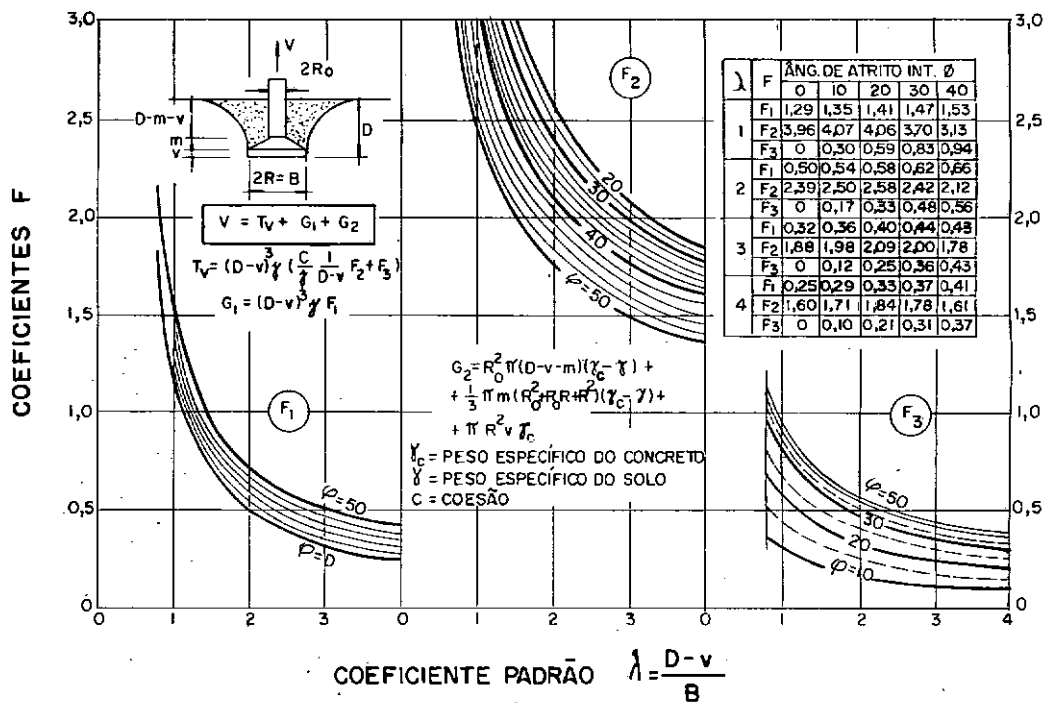 COEFICIENTES F
3,0
2,5
2,0
1,5
1,0
0,5
0
V
2R₀
D-m-v
m
v
D
2R=B
V = Tᵥ + G₁ + G₂
Tᵥ=(D-v)³γ (C/γ 1/D-v F₂+F₃)
G₁=(D-v)³γ F₁
F₁
φ=50
φ=0
F₂
20
30
40
φ=50
G₂=R₀²π(D-v-m)(γc-γ)+
+ 1/3 π m(R₀²+R₀R+R²)(γc-γ)+
+ π R² v γc
γc = PESO ESPECÍFICO DO CONCRETO
γ = PESO ESPECÍFICO DO SOLO
C = COESÃO
λ F ÂNG. DE ATRITO INT. Ø
0 10 20 30 40
1 F₁ 1,29 1,35 1,41 1,47 1,53
F₂ 3,96 4,07 4,06 3,70 3,13
F₃ 0 0,30 0,59 0,83 0,94
2 F₁ 0,50 0,54 0,58 0,62 0,66
F₂ 2,39 2,50 2,58 2,42 2,12
F₃ 0 0,17 0,33 0,48 0,56
3 F₁ 0,32 0,36 0,40 0,44 0,43
F₂ 1,88 1,98 2,09 2,00 1,78
F₃ 0 0,12 0,25 0,36 0,43
4 F₁ 0,25 0,29 0,33 0,37 0,41
F₂ 1,60 1,71 1,84 1,78 1,61
F₃ 0 0,10 0,21 0,31 0,37
F₃
φ=50
30
20
φ=10
3,0
2,5
2,0
1,5
1,0
0,5
0
0 1 2 3 0 1 2 3 0 1 2 3 4
COEFICIENTE PADRÃO λ = D-v/B